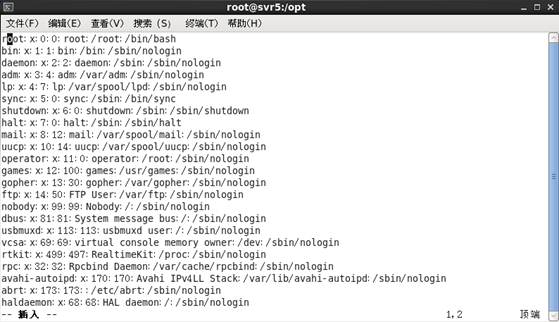 root@svr5:/opt
文件(F) 编辑(E) 查看(V) 搜索 (S) 终端(T) 帮助(H)
root:x:0:0:root:/root:/bin/bash
bin:x:1:1:bin:/bin:/sbin/nologin
daemon:x:2:2:daemon:/sbin:/sbin/nologin
adm:x:3:4:adm:/var/adm:/sbin/nologin
lp:x:4:7:lp:/var/spool/lpd:/sbin/nologin
sync:x:5:0:sync:/sbin:/bin/sync
shutdown:x:6:0:shutdown:/sbin:/sbin/shutdown
halt:x:7:0:halt:/sbin:/sbin/halt
mail:x:8:12:mail:/var/spool/mail:/sbin/nologin
uucp:x:10:14:uucp:/var/spool/uucp:/sbin/nologin
operator:x:11:0:operator:/root:/sbin/nologin
games:x:12:100:games:/usr/games:/sbin/nologin
gopher:x:13:30:gopher:/var/gopher:/sbin/nologin
ftp:x:14:50:FTP User:/var/ftp:/sbin/nologin
nobody:x:99:99:Nobody:/:/sbin/nologin
dbus:x:81:81:System message bus:/:/sbin/nologin
usbmuxd:x:113:113:usbmuxd user:/:/sbin/nologin
vcsa:x:69:69:virtual console memory owner:/dev:/sbin/nologin
rtkit:x:499:497:RealtimeKit:/proc:/sbin/nologin
rpc:x:32:32:Rpcbind Daemon:/var/cache/rpcbind:/sbin/nologin
avahi-autoipd:x:170:170:Avahi IPv4LL Stack:/var/lib/avahi-autoipd:/sbin/nologin
abrt:x:173:173::/etc/abrt:/sbin/nologin
haldaemon:x:68:68:HAL daemon:/:/sbin/nologin
-- 插入 -- 1,2 顶端